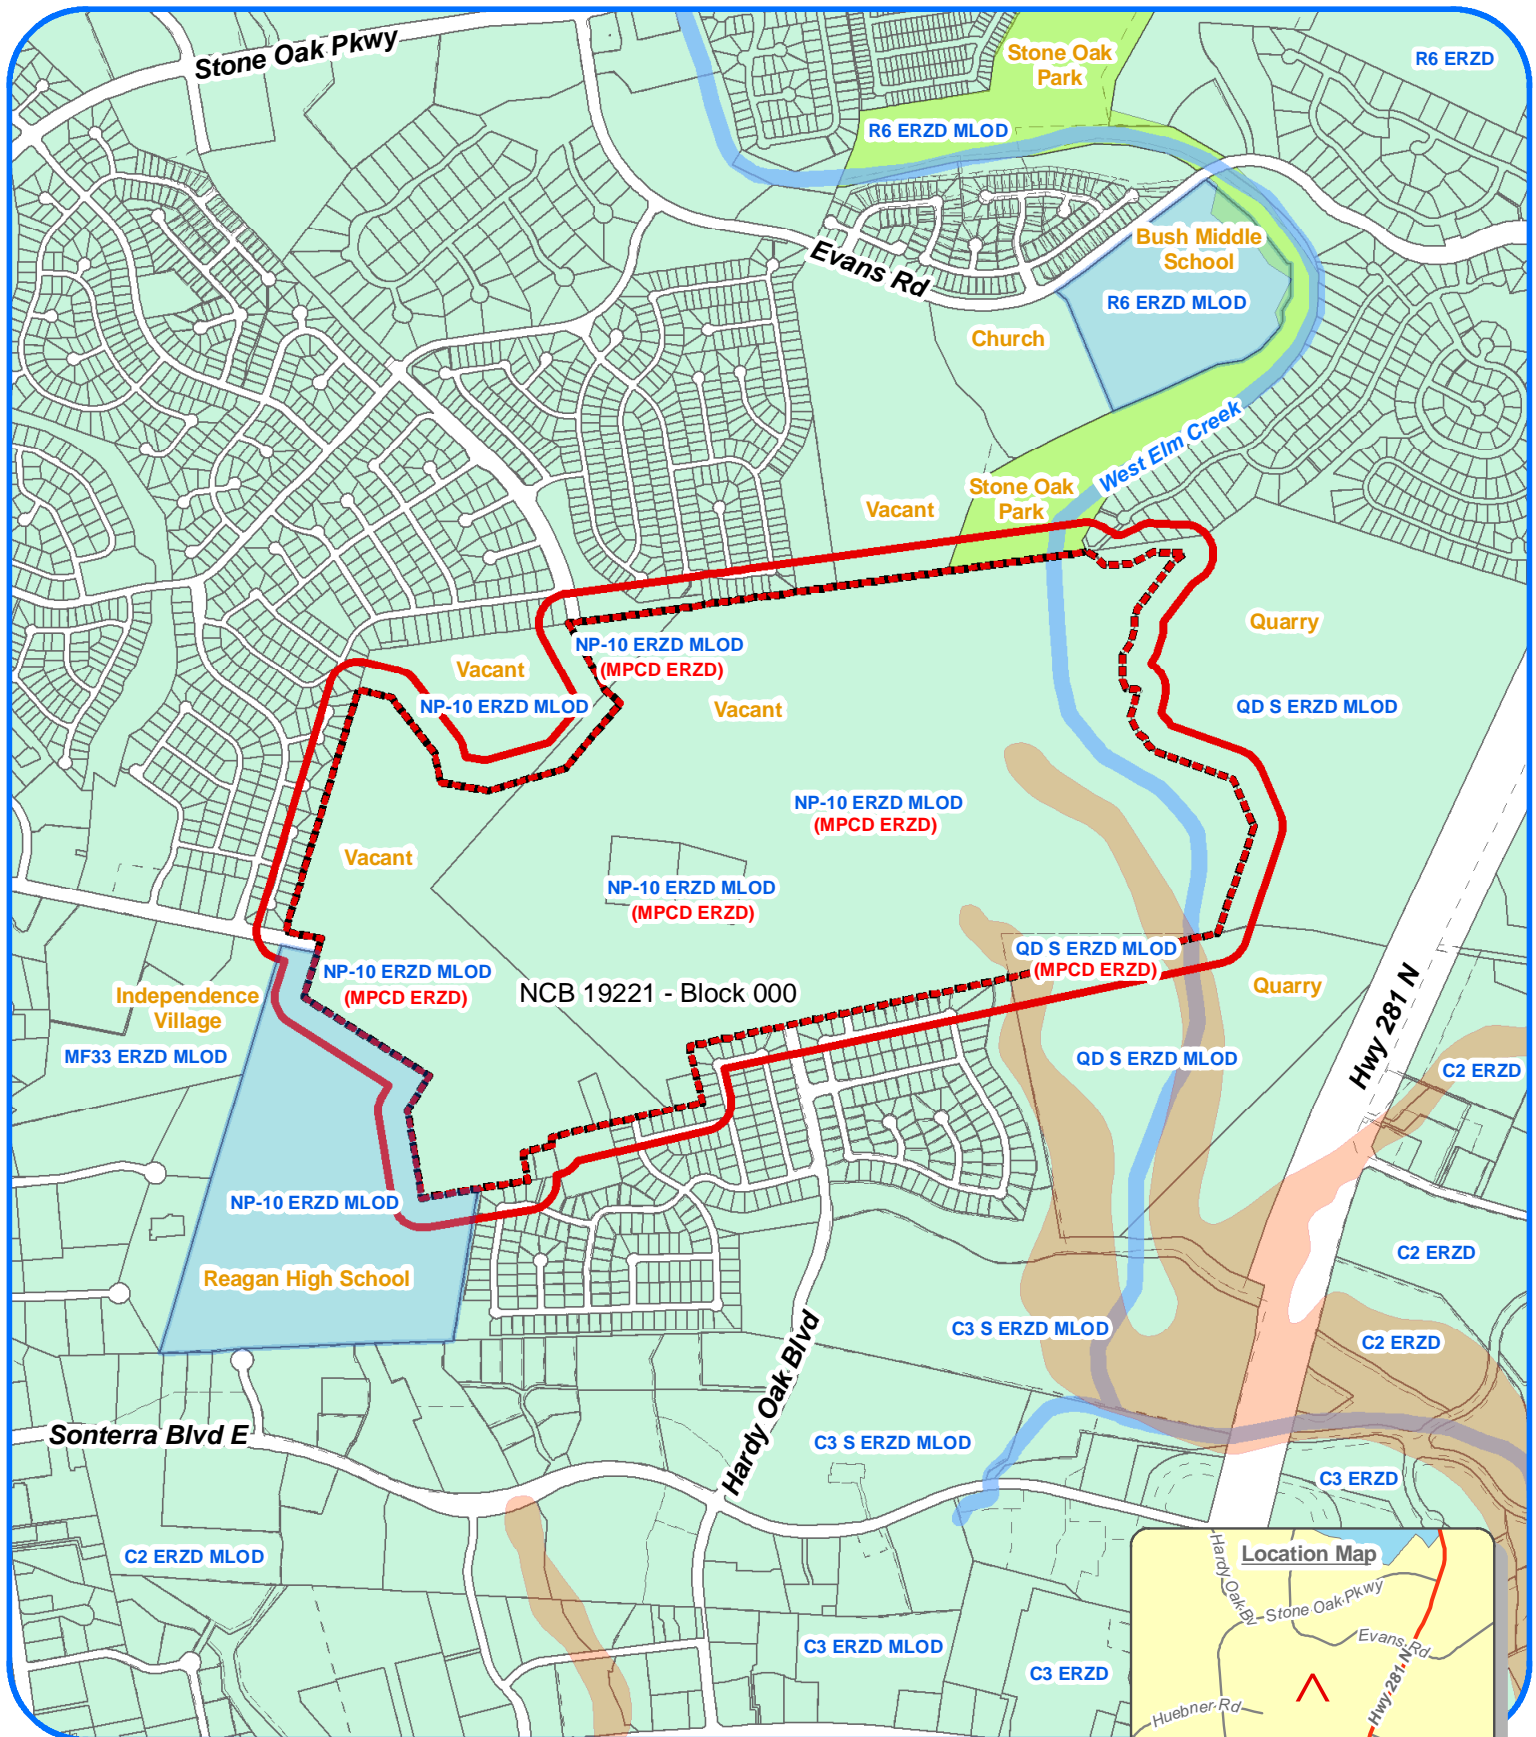 Stone Oak Pkwy
Stone Oak
Park
R6 ERZD
R6 ERZD MLOD
Evans Rd
Bush Middle
School
R6 ERZD MLOD
Church
West Elm Creek
Stone Oak
Park
Vacant
Quarry
NP-10 ERZD MLOD
(MPCD ERZD)
Vacant
NP-10 ERZD MLOD
Vacant
QD S ERZD MLOD
NP-10 ERZD MLOD
(MPCD ERZD)
Vacant
NP-10 ERZD MLOD
(MPCD ERZD)
QD S ERZD MLOD
(MPCD ERZD)
NP-10 ERZD MLOD
(MPCD ERZD)
NCB 19221 - Block 000
Quarry
Independence
Village
MF33 ERZD MLOD
QD S ERZD MLOD
Hwy 281 N
C2 ERZD
NP-10 ERZD MLOD
Reagan High School
C2 ERZD
C3 S ERZD MLOD
C2 ERZD
Hardy Oak Blvd
Sonterra Blvd E
C3 S ERZD MLOD
C3 ERZD
C2 ERZD MLOD
C3 ERZD MLOD
C3 ERZD
Location Map
Hardy Oak Bv
Stone Oak Pkwy
Evans Rd
Hwy 281 N
Huebner Rd